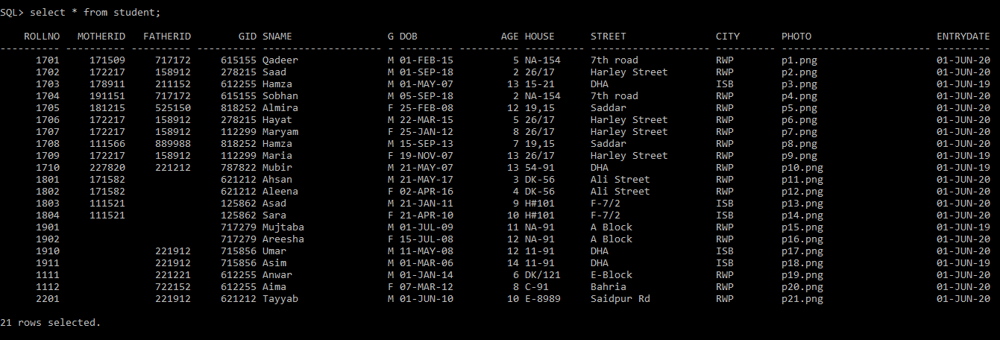 SQL> select * from student;
ROLLNO MOTHERID FATHERID GID SNAME G DOB AGE HOUSE STREET CITY PHOTO ENTRYDATE
---------- ---------- ---------- ---------- -------------------- - --------- ---------- ---------- -------------------- ---------- ------------------------- ---------
1701 171509 717172 615155 Qadeer M 01-FEB-15 5 NA-154 7th road RWP p1.png 01-JUN-20
1702 172217 158912 278215 Saad M 01-SEP-18 2 26/17 Harley Street RWP p2.png 01-JUN-20
1703 178911 211152 612255 Hamza M 01-MAY-07 13 15-21 DHA ISB p3.png 01-JUN-19
1704 191151 717172 615155 Sobhan M 05-SEP-18 2 NA-154 7th road RWP p4.png 01-JUN-20
1705 181215 525150 818252 Almira F 25-FEB-08 12 19,15 Saddar RWP p5.png 01-JUN-20
1706 172217 158912 278215 Hayat M 22-MAR-15 5 26/17 Harley Street RWP p6.png 01-JUN-20
1707 172217 158912 112299 Maryam F 25-JAN-12 8 26/17 Harley Street RWP p7.png 01-JUN-20
1708 111566 889988 818252 Hamza M 15-SEP-13 7 19,15 Saddar RWP p8.png 01-JUN-20
1709 172217 158912 112299 Maria F 19-NOV-07 13 26/17 Harley Street RWP p9.png 01-JUN-19
1710 227820 221212 787822 Mubir M 21-MAY-07 13 54-91 DHA RWP p10.png 01-JUN-19
1801 171582 621212 Ahsan M 21-MAY-17 3 DK-56 Ali Street RWP p11.png 01-JUN-20
1802 171582 621212 Aleena F 02-APR-16 4 DK-56 Ali Street RWP p12.png 01-JUN-20
1803 111521 125862 Asad M 21-JAN-11 9 H#101 F-7/2 ISB p13.png 01-JUN-20
1804 111521 125862 Sara F 21-APR-10 10 H#101 F-7/2 ISB p14.png 01-JUN-20
1901 717279 Mujtaba M 01-JUL-09 11 NA-91 A Block RWP p15.png 01-JUN-19
1902 717279 Areesha F 15-JUL-08 12 NA-91 A Block RWP p16.png 01-JUN-20
1910 221912 715856 Umar M 11-MAY-08 12 11-91 DHA ISB p17.png 01-JUN-20
1911 221912 715856 Asim M 01-MAR-06 14 11-91 DHA ISB p18.png 01-JUN-19
1111 221221 612255 Anwar M 01-JAN-14 6 DK/121 E-Block RWP p19.png 01-JUN-20
1112 722152 612255 Aima F 07-MAR-12 8 C-91 Bahria RWP p20.png 01-JUN-20
2201 221912 621212 Tayyab M 01-JUN-10 10 E-8989 Saidpur Rd RWP p21.png 01-JUN-20
21 rows selected.